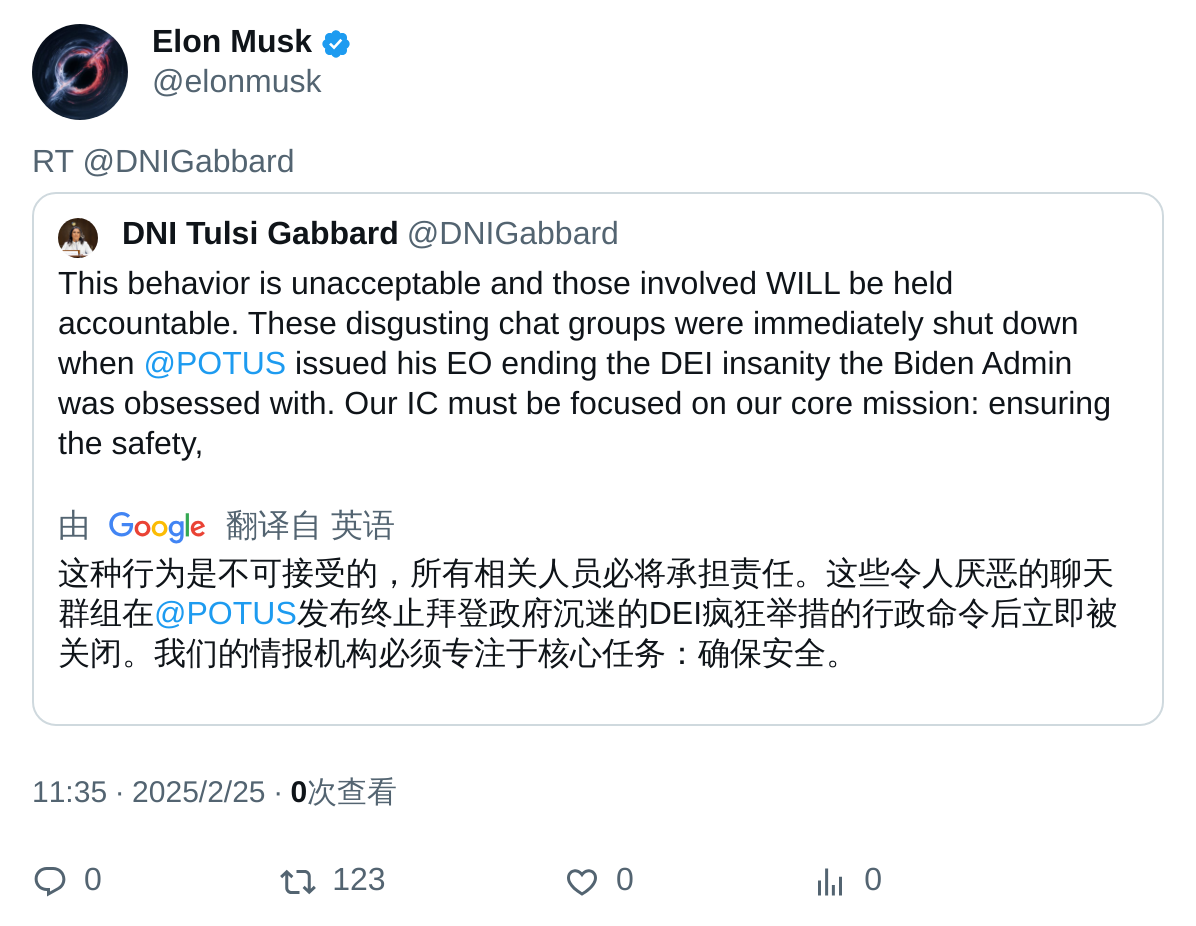 Elon Musk
@elonmusk
RT @DNIGabbard
DNI Tulsi Gabbard @DNIGabbard
This behavior is unacceptable and those involved WILL be held
accountable. These disgusting chat groups were immediately shut down
when @POTUS issued his EO ending the DEI insanity the Biden Admin
was obsessed with. Our IC must be focused on our core mission: ensuring
the safety,
由 Google 翻译自 英语
这种行为是不可接受的，所有相关人员必将承担责任。这些令人厌恶的聊天
群组在@POTUS发布终止拜登政府沉迷的DEI疯狂举措的行政命令后立即被
关闭。我们的情报机构必须专注于核心任务：确保安全。
11:35 · 2025/2/25 · 0次查看
0 123 0 0